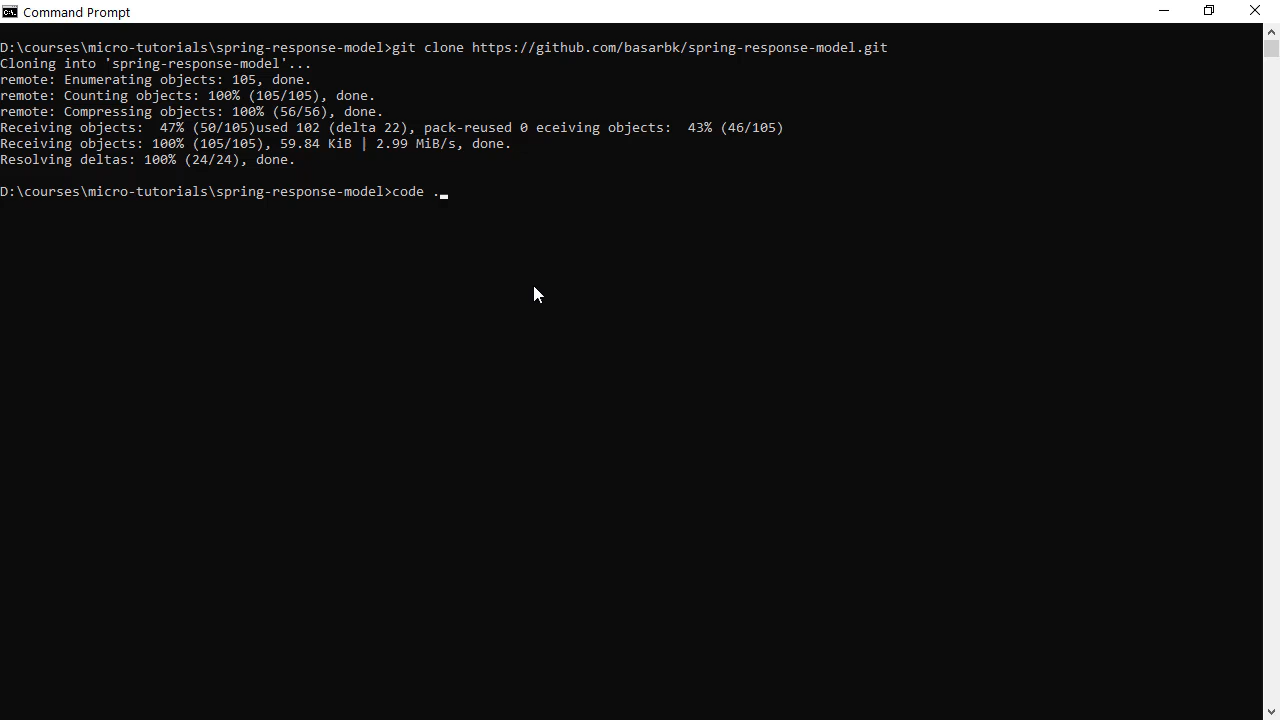 Command Prompt
D:\courses\micro-tutorials\spring-response-model>git clone https://github.com/basarbk/spring-response-model.git
Cloning into 'spring-response-model'...
remote: Enumerating objects: 105, done.
remote: Counting objects: 100% (105/105), done.
remote: Compressing objects: 100% (56/56), done.
Receiving objects:  47% (50/105)used 102 (delta 22), pack-reused 0 eceiving objects:  43% (46/105)
Receiving objects: 100% (105/105), 59.84 KiB | 2.99 MiB/s, done.
Resolving deltas: 100% (24/24), done.
D:\courses\micro-tutorials\spring-response-model>code .